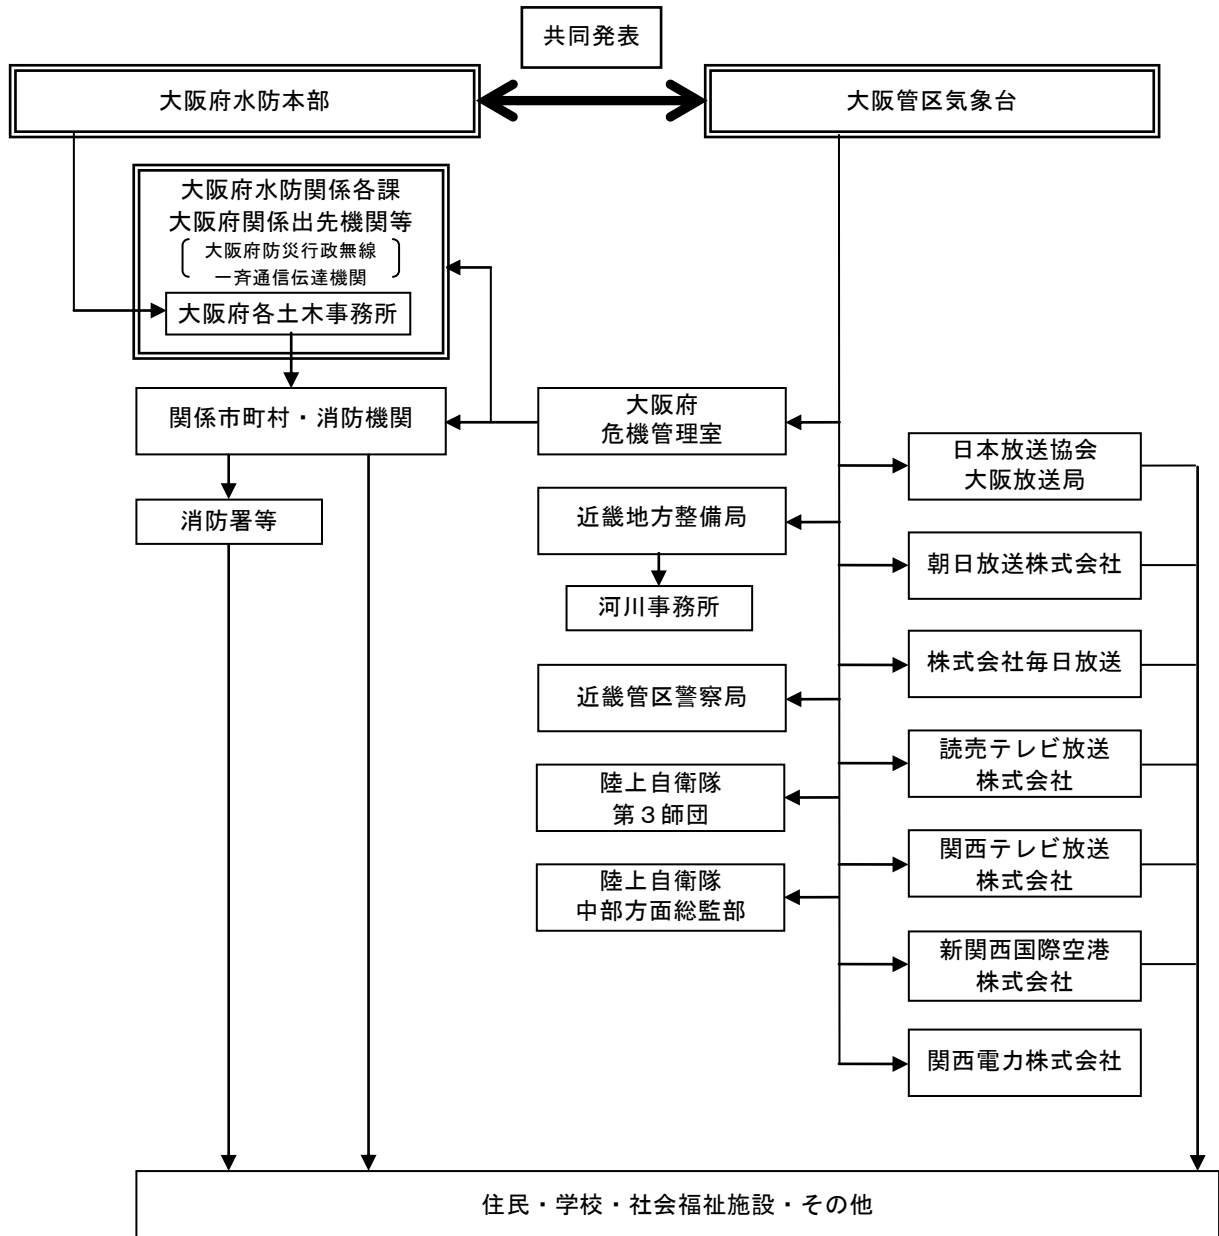 共同発表
大阪府水防本部
大阪管区気象台
大阪府水防関係各課
大阪府関係出先機関等
大阪府防災行政無線
一斉通信伝達機関
大阪府各土木事務所
関係市町村・消防機関
消防署等
大阪府
危機管理室
近畿地方整備局
河川事務所
近畿管区警察局
陸上自衛隊
第３師団
陸上自衛隊
中部方面総監部
日本放送協会
大阪放送局
朝日放送株式会社
株式会社毎日放送
読売テレビ放送
株式会社
関西テレビ放送
株式会社
新関西国際空港
株式会社
関西電力株式会社
住民・学校・社会福祉施設・その他